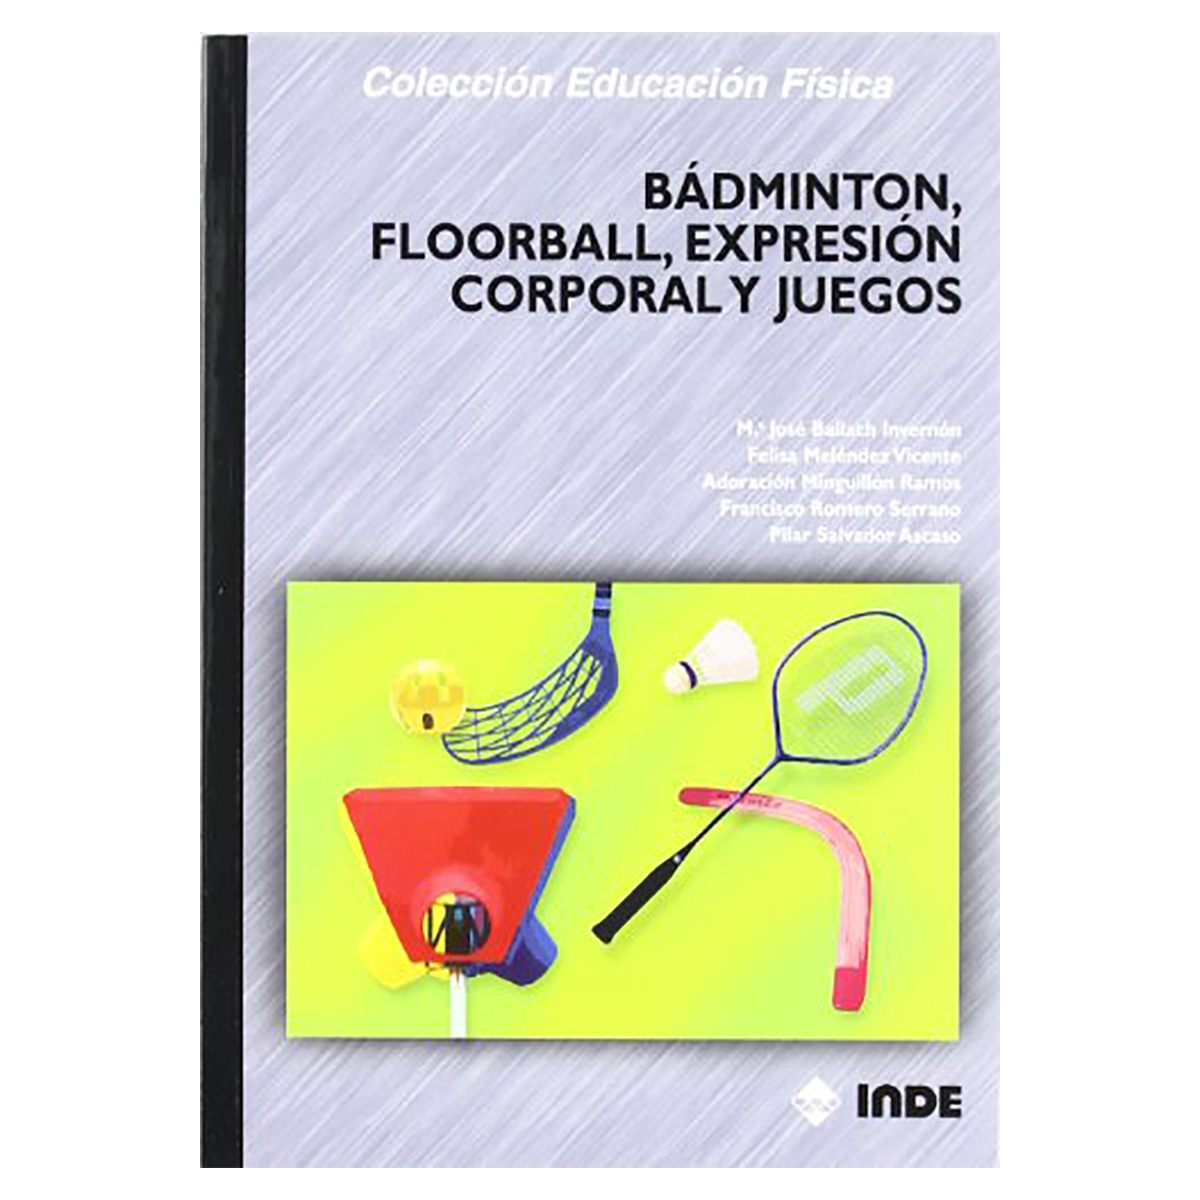 Colección Educación Física
BÁDMINTON,
FLOORBALL, EXPRESIÓN
CORPORAL Y JUEGOS
M.ª José Ballach Invernón
Felisa Meléndez Vicente
Adoración Minguillón Ramos
Francisco Romero Serrano
Pilar Salvador Ascaso
INDE